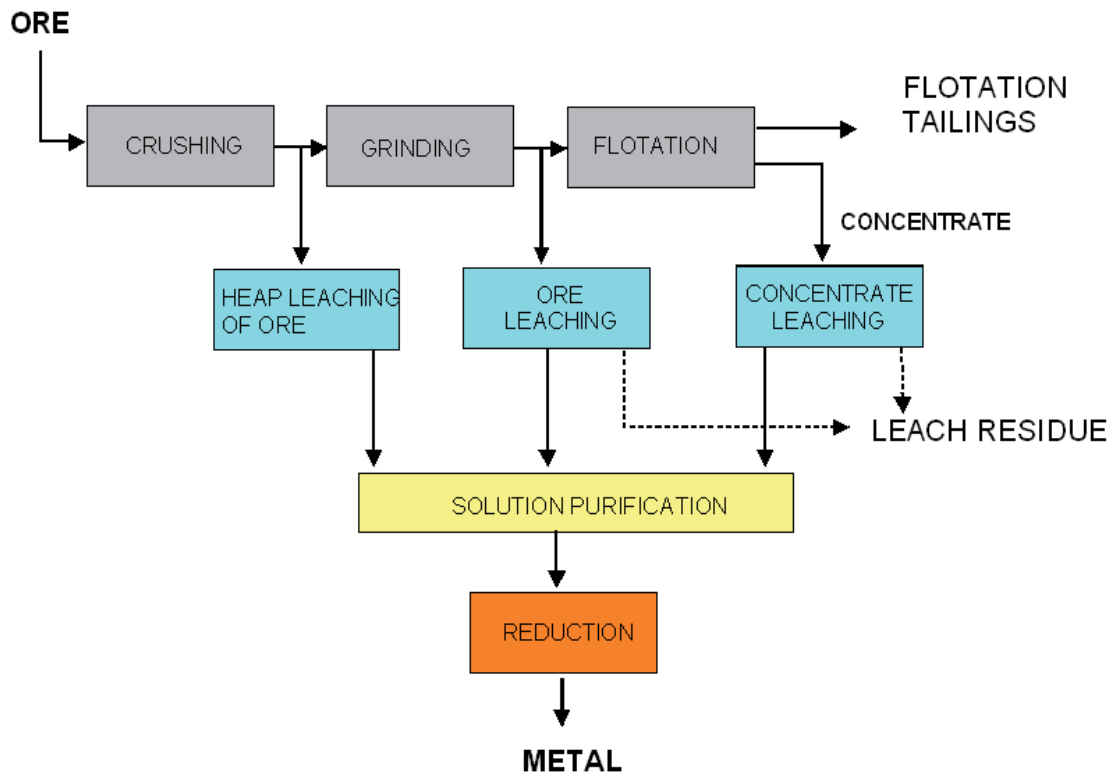 ORE
CRUSHING
GRINDING
FLOTATION
FLOTATION
TAILINGS
CONCENTRATE
HEAP LEACHING
OF ORE
ORE
LEACHING
CONCENTRATE
LEACHING
LEACH RESIDUE
SOLUTION PURIFICATION
REDUCTION
METAL